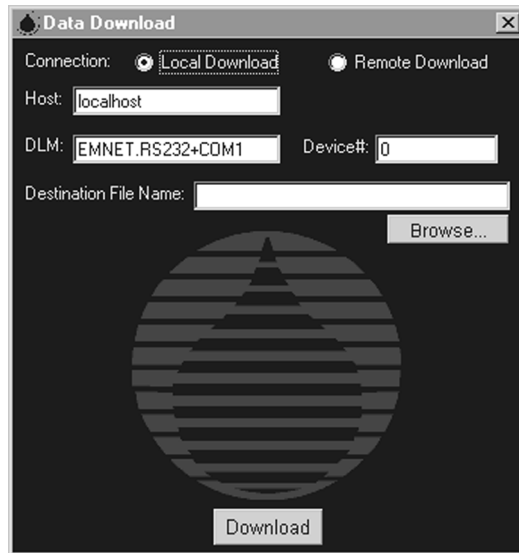 Data Download
Connection: Local Download Remote Download
Host: localhost
DLM: EMNET.RS232+COM1 Device#: 0
Destination File Name:
Browse...
Download